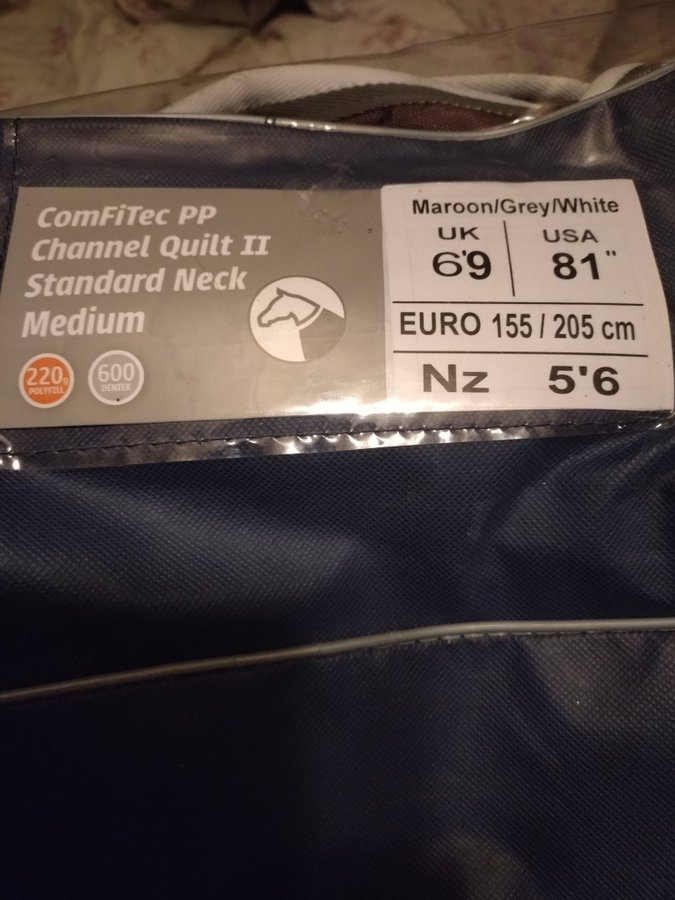 ComFiTec PP
Channel Quilt II
Standard Neck
Medium
220g
POLYFILL
600
DENIER
Maroon/Grey/White
UK
USA
6'9
81"
EURO 155 / 205 cm
Nz 5'6